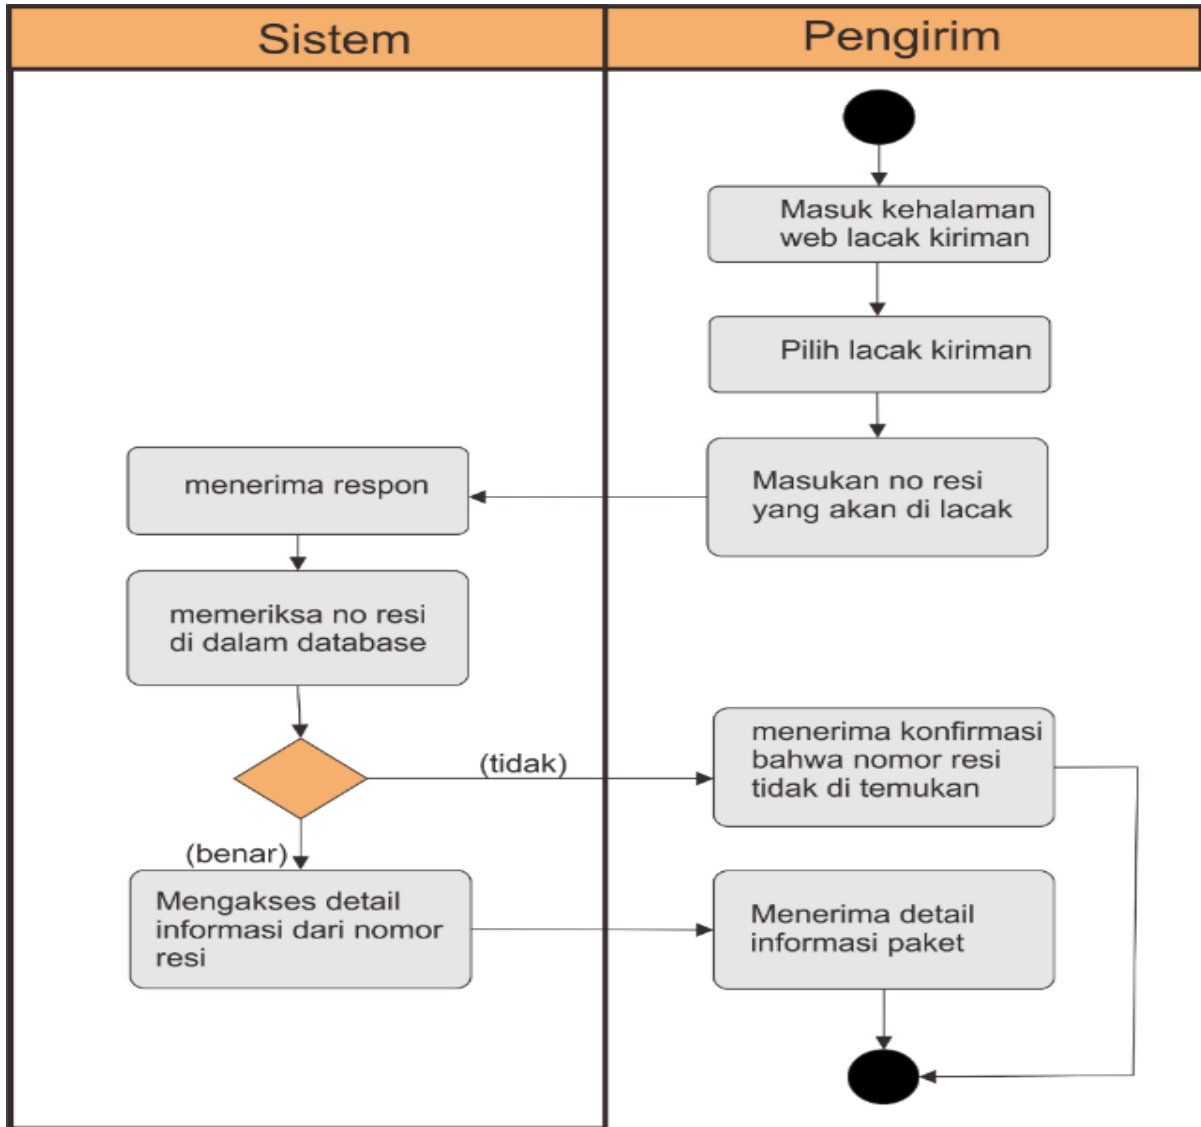 Sistem
Pengirim
Masuk kehalaman
web lacak kiriman
Pilih lacak kiriman
Masukan no resi
yang akan di lacak
menerima respon
memeriksa no resi
di dalam database
(tidak)
menerima konfirmasi
bahwa nomor resi
tidak di temukan
(benar)
Mengakses detail
informasi dari nomor
resi
Menerima detail
informasi paket